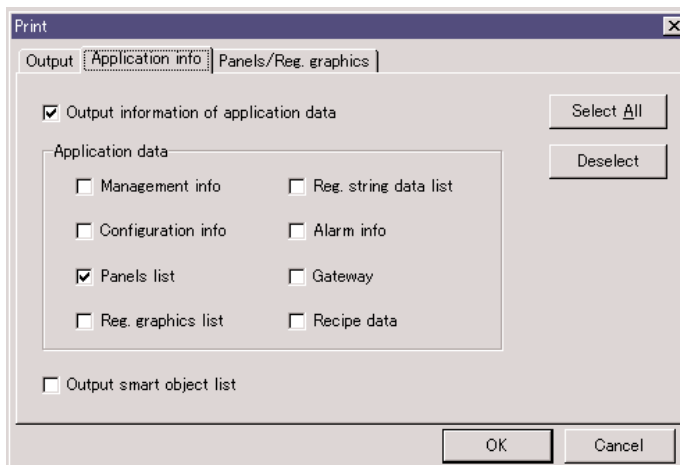 Print
Output Application info Panels/Reg. graphics
Output information of application data
Select All
Application data
Deselect
Management info Reg. string data list
Configuration info Alarm info
Panels list Gateway
Reg. graphics list Recipe data
Output smart object list
OK Cancel